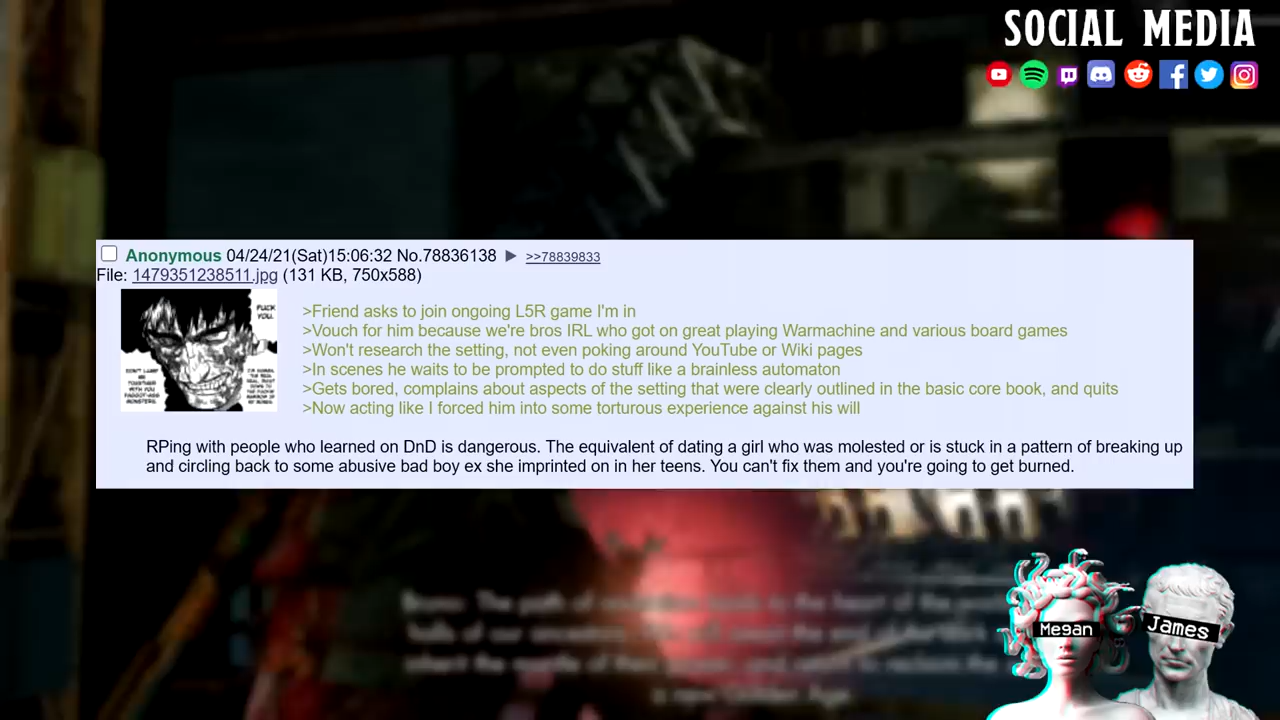 SOCIAL MEDIA
Anonymous 04/24/21(Sat)15:06:32 No.78836138 ▶ >>78839833
File: 1479351238511.jpg (131 KB, 750x588)
FUCK YOU.
>Friend asks to join ongoing L5R game I'm in
>Vouch for him because we're bros IRL who got on great playing Warmachine and various board games
>Won't research the setting, not even poking around YouTube or Wiki pages
>In scenes he waits to be prompted to do stuff like a brainless automaton
>Gets bored, complains about aspects of the setting that were clearly outlined in the basic core book, and quits
>Now acting like I forced him into some torturous experience against his will
RPing with people who learned on DnD is dangerous. The equivalent of dating a girl who was molested or is stuck in a pattern of breaking up
and circling back to some abusive bad boy ex she imprinted on in her teens. You can't fix them and you're going to get burned.
Megan
James